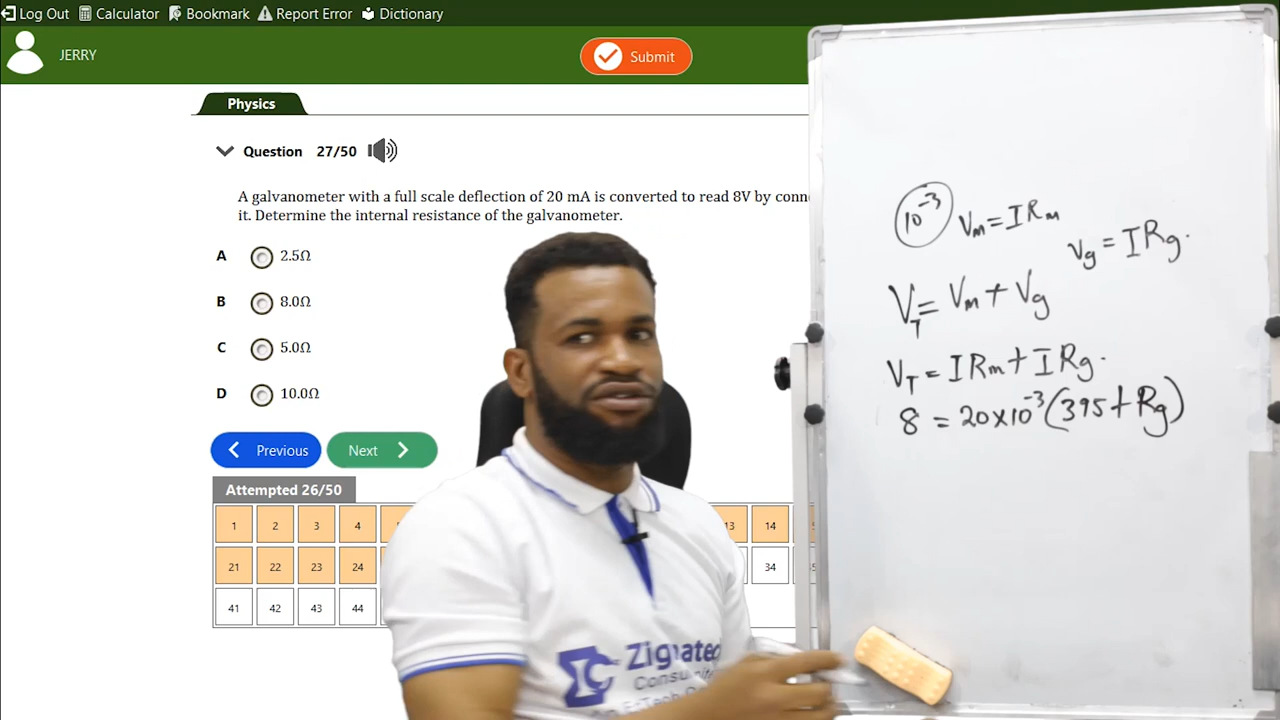 Log Out Calculator Bookmark Report Error Dictionary
JERRY
Submit
Physics
Question 27/50
A galvanometer with a full scale deflection of 20 mA is converted to read 8V by
it. Determine the internal resistance of the galvanometer.
A 2.5Ω
B 8.0Ω
C 5.0Ω
D 10.0Ω
Previous Next
Attempted 26/50
1 2 3 4 13 14
21 22 23 24 34
41 42 43 44
10⁻³ Vm = IRm
Vg = IRg.
V_T = Vm + Vg
V_T = IRm + IRg.
8 = 20×10⁻³(395+Rg)